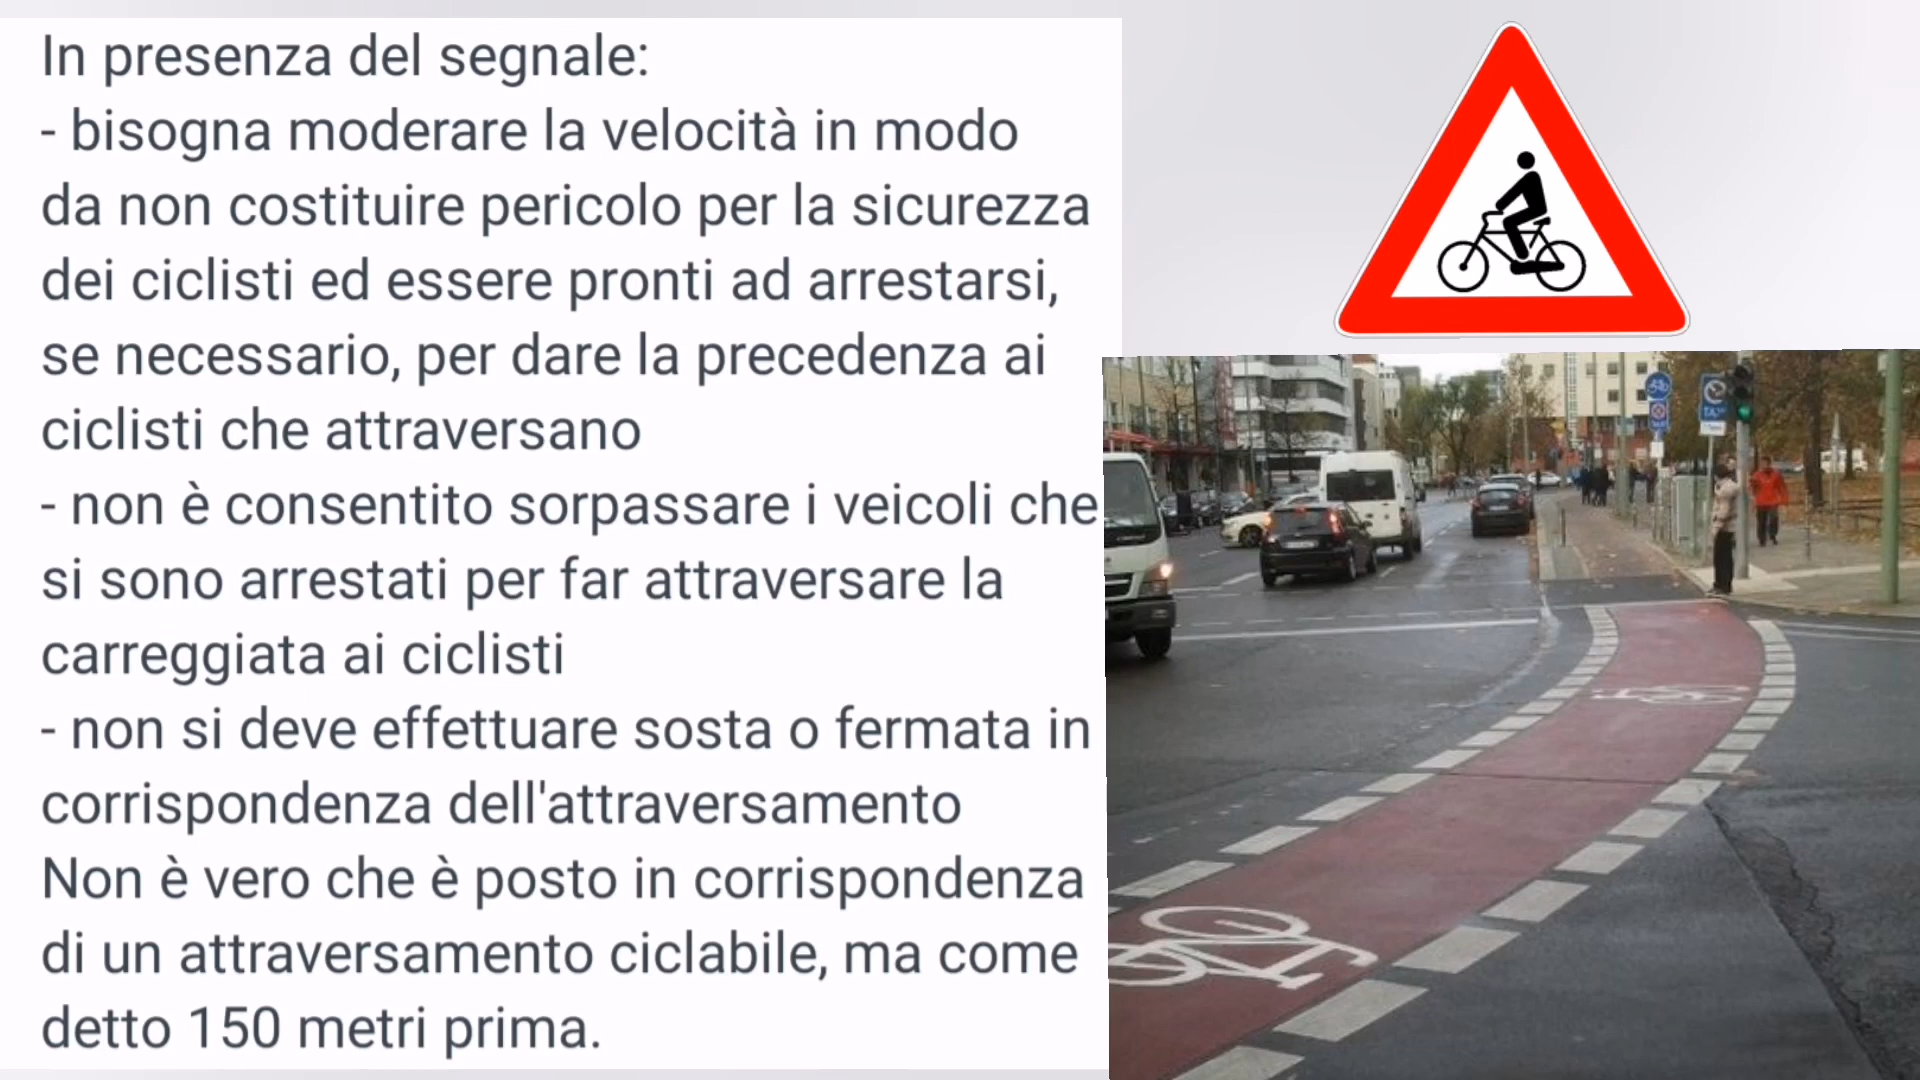 In presenza del segnale:
- bisogna moderare la velocità in modo
da non costituire pericolo per la sicurezza
dei ciclisti ed essere pronti ad arrestarsi,
se necessario, per dare la precedenza ai
ciclisti che attraversano
- non è consentito sorpassare i veicoli che
si sono arrestati per far attraversare la
carreggiata ai ciclisti
- non si deve effettuare sosta o fermata in
corrispondenza dell'attraversamento
Non è vero che è posto in corrispondenza
di un attraversamento ciclabile, ma come
detto 150 metri prima.